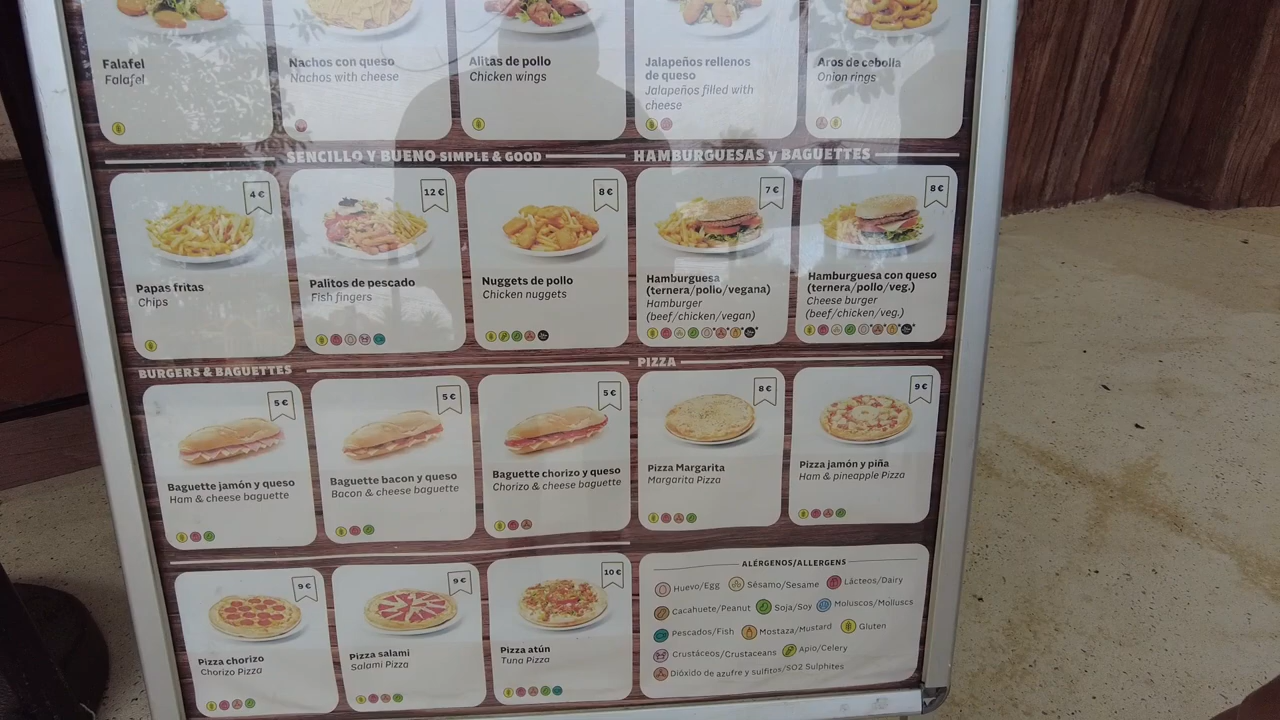 Falafel
Falafel
Nachos con queso
Nachos with cheese
Alitas de pollo
Chicken wings
Jalapeños rellenos
de queso
Jalapeños filled with
cheese
Aros de cebolla
Onion rings
SENCILLO Y BUENO SIMPLE & GOOD
HAMBURGUESAS y BAGUETTES
4 €
Papas fritas
Chips
12 €
Palitos de pescado
Fish fingers
8 €
Nuggets de pollo
Chicken nuggets
7 €
Hamburguesa
(ternera/pollo/vegana)
Hamburger
(beef/chicken/vegan)
8 €
Hamburguesa con queso
(ternera/pollo/veg.)
Cheese burger
(beef/chicken/veg.)
BURGERS & BAGUETTES
PIZZA
5 €
Baguette jamón y queso
Ham & cheese baguette
5 €
Baguette bacon y queso
Bacon & cheese baguette
5 €
Baguette chorizo y queso
Chorizo & cheese baguette
8 €
Pizza Margarita
Margarita Pizza
9 €
Pizza jamón y piña
Ham & pineapple Pizza
9 €
Pizza chorizo
Chorizo Pizza
9 €
Pizza salami
Salami Pizza
10 €
Pizza atún
Tuna Pizza
ALÉRGENOS/ALLERGENS
Huevo/Egg Sésamo/Sesame Lácteos/Dairy
Cacahuete/Peanut Soja/Soy Moluscos/Molluscs
Pescados/Fish Mostaza/Mustard Gluten
Crustáceos/Crustaceans Apio/Celery
Dióxido de azufre y sulfitos/SO2 Sulphites